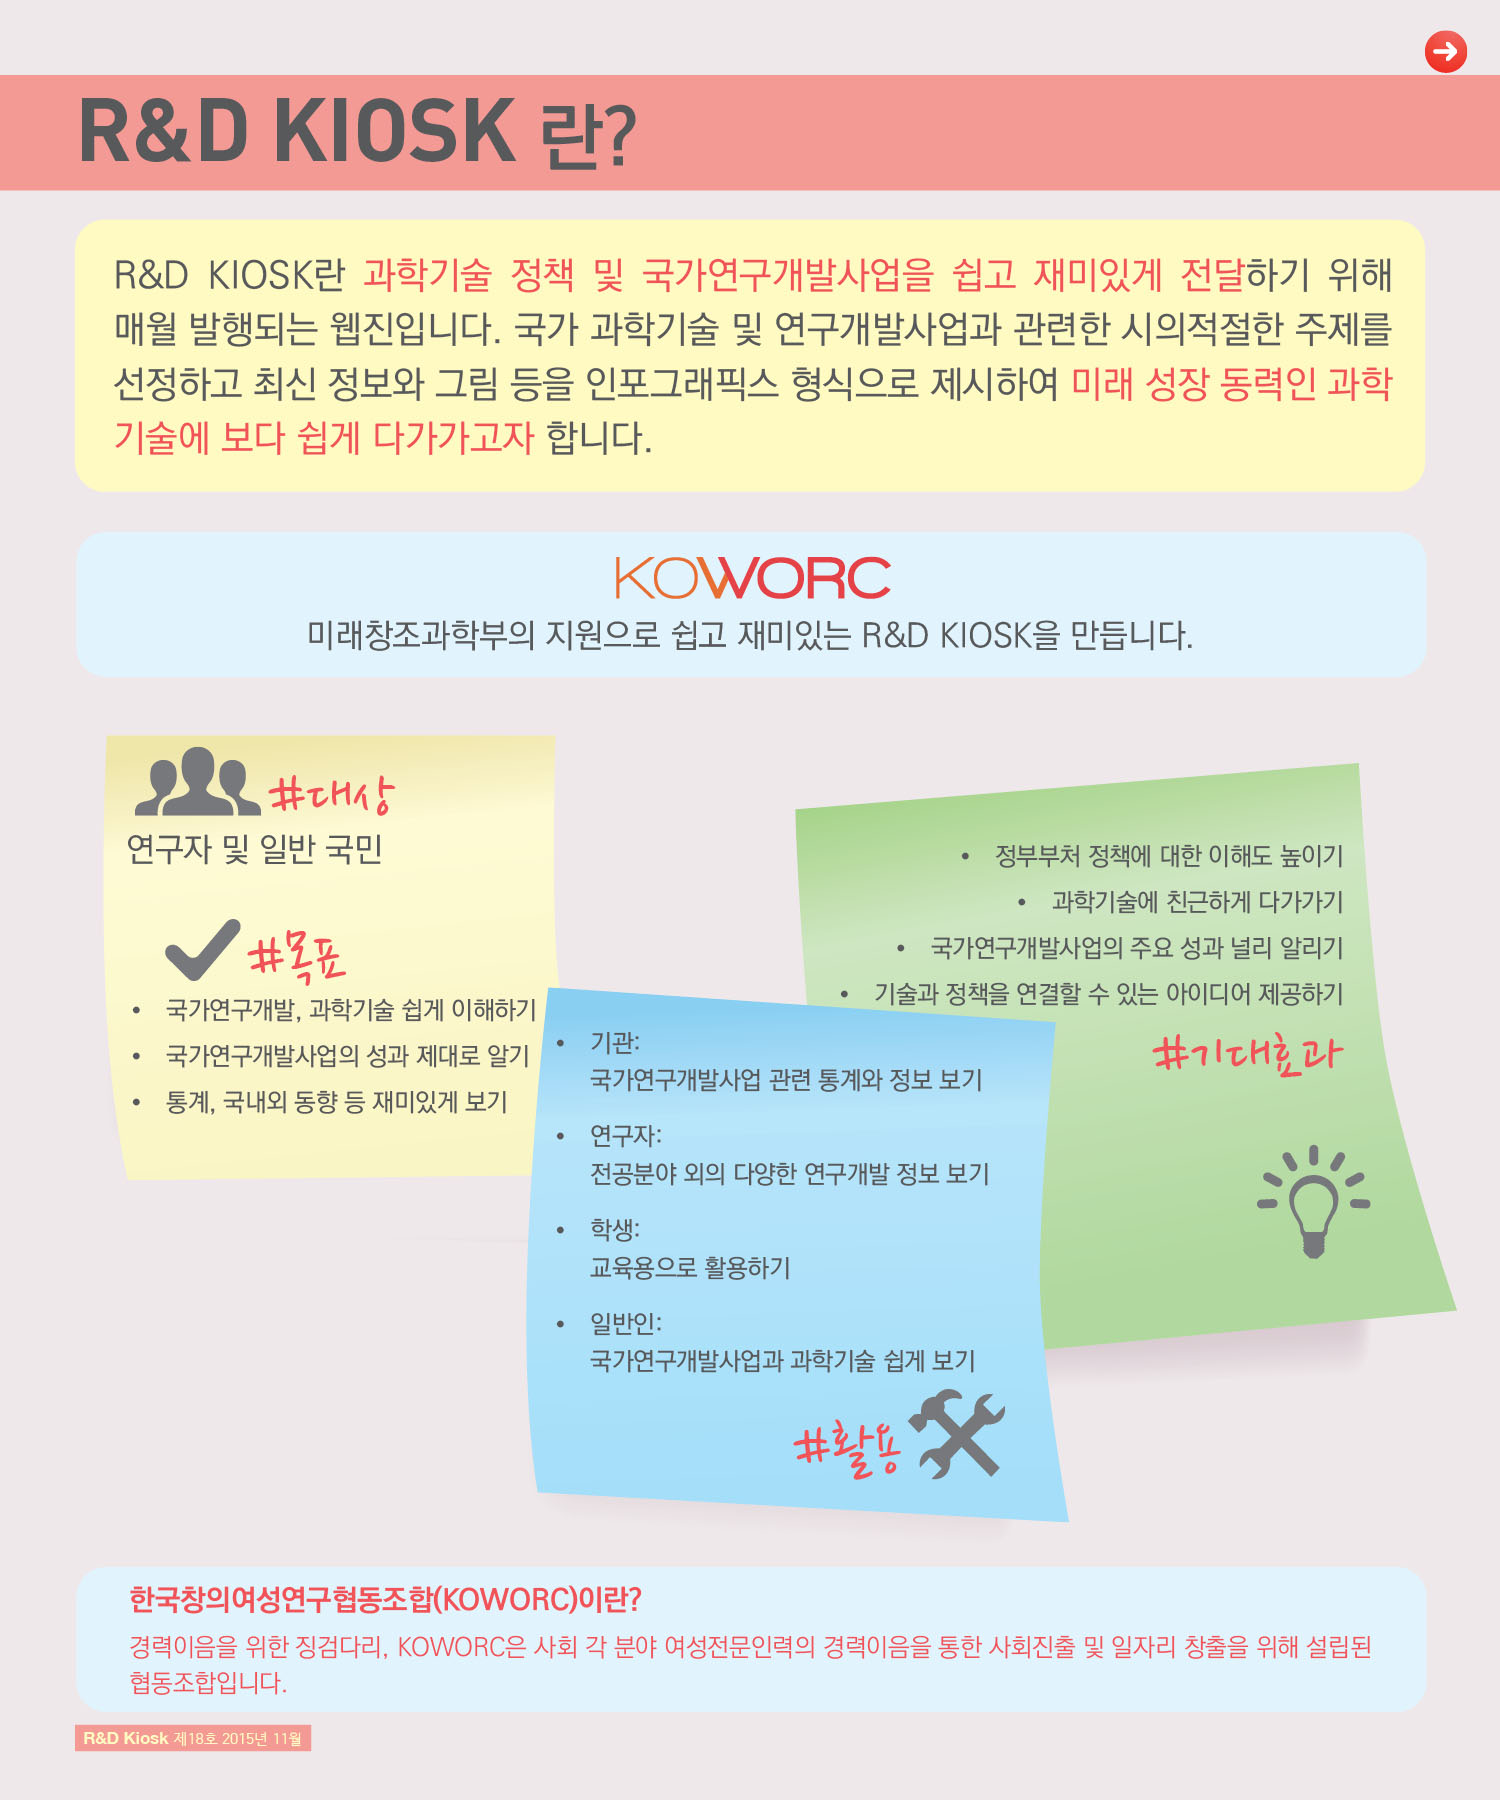 R&D KIOSK 란?
R&D KIOSK란 과학기술 정책 및 국가연구개발사업을 쉽고 재미있게 전달하기 위해
매월 발행되는 웹진입니다. 국가 과학기술 및 연구개발사업과 관련한 시의적절한 주제를
선정하고 최신 정보와 그림 등을 인포그래픽스 형식으로 제시하여 미래 성장 동력인 과학
기술에 보다 쉽게 다가가고자 합니다.
KOWORC
미래창조과학부의 지원으로 쉽고 재미있는 R&D KIOSK을 만듭니다.
#대상
연구자 및 일반 국민
#목표
• 국가연구개발, 과학기술 쉽게 이해하기
• 국가연구개발사업의 성과 제대로 알기
• 통계, 국내외 동향 등 재미있게 보기
• 정부부처 정책에 대한 이해도 높이기
• 과학기술에 친근하게 다가가기
• 국가연구개발사업의 주요 성과 널리 알리기
• 기술과 정책을 연결할 수 있는 아이디어 제공하기
#기대효과
• 기관:
국가연구개발사업 관련 통계와 정보 보기
• 연구자:
전공분야 외의 다양한 연구개발 정보 보기
• 학생:
교육용으로 활용하기
• 일반인:
국가연구개발사업과 과학기술 쉽게 보기
#활용
한국창의여성연구협동조합(KOWORC)이란?
경력이음을 위한 징검다리, KOWORC은 사회 각 분야 여성전문인력의 경력이음을 통한 사회진출 및 일자리 창출을 위해 설립된
협동조합입니다.
R&D Kiosk 제18호 2015년 11월